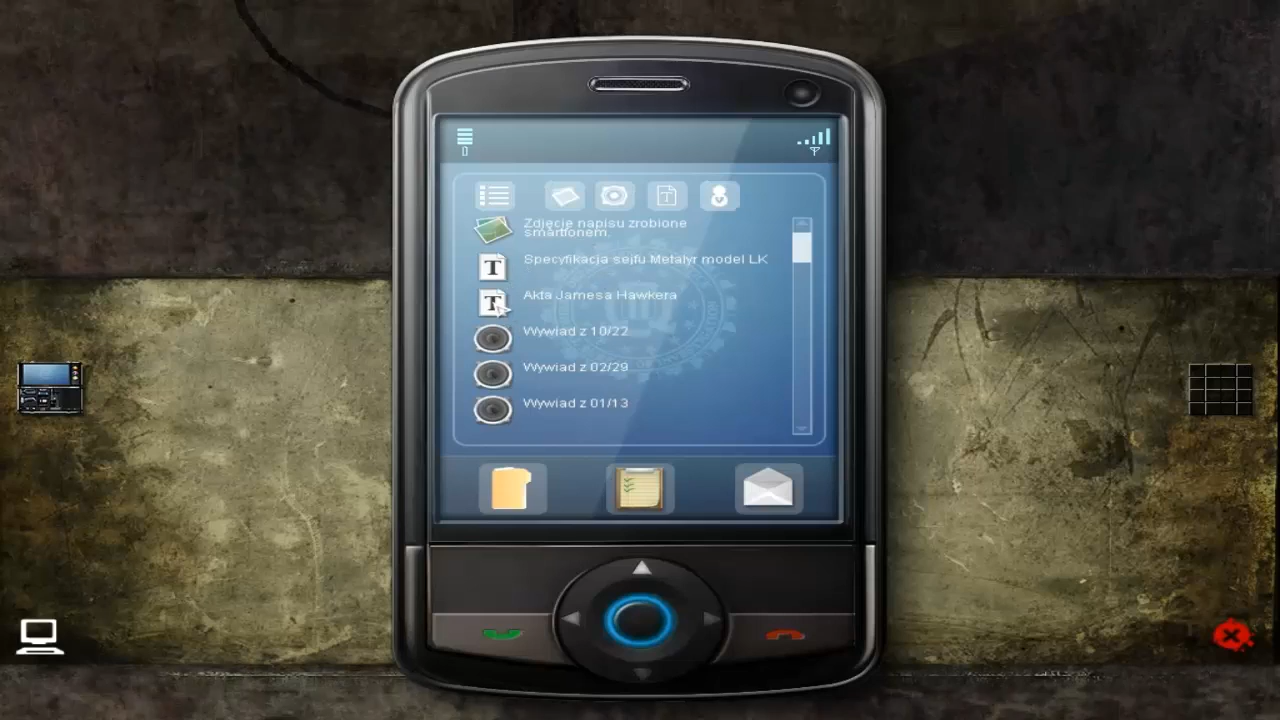 Zdjęcie napisu zrobione
smartfonem.
Specyfikacja sejfu Metalyr model LK
Akta Jamesa Hawkera
Wywiad z 10/22
Wywiad z 02/29
Wywiad z 01/13